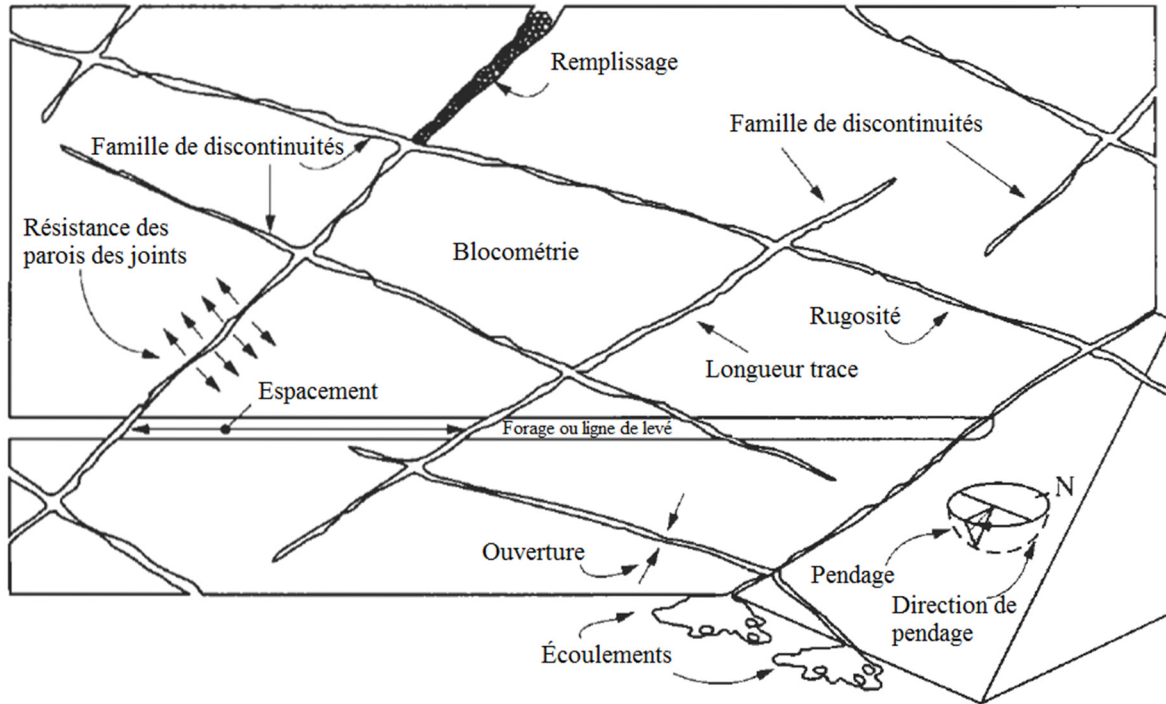 Remplissage
Famille de discontinuités
Famille de discontinuités
Résistance des
parois des joints
Blocométrie
Rugosité
Longueur trace
Espacement
Forage ou ligne de levé
N
Ouverture
Pendage
Direction de
pendage
Écoulements